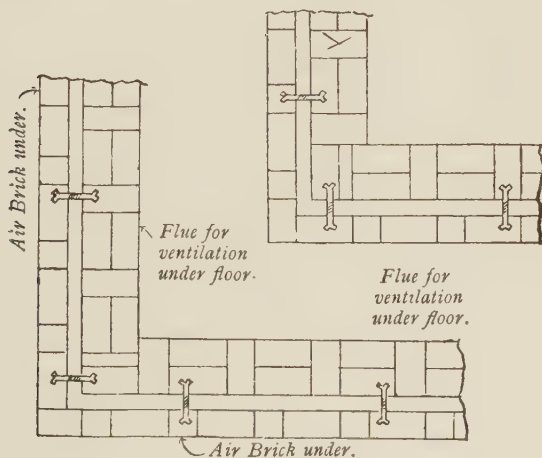 Air Brick under.
Flue for
ventilation
under floor.
Flue for
ventilation
under floor.
Air Brick under.